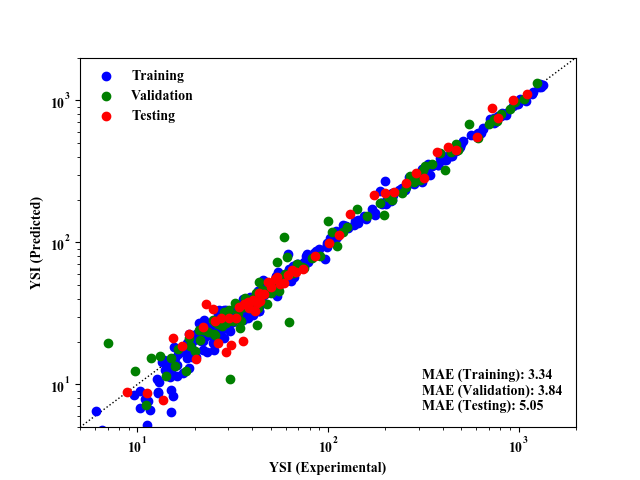 Training
Validation
Testing
YSI (Predicted)
10³
10²
10¹
MAE (Training): 3.34
MAE (Validation): 3.84
MAE (Testing): 5.05
10¹ 10² 10³
YSI (Experimental)